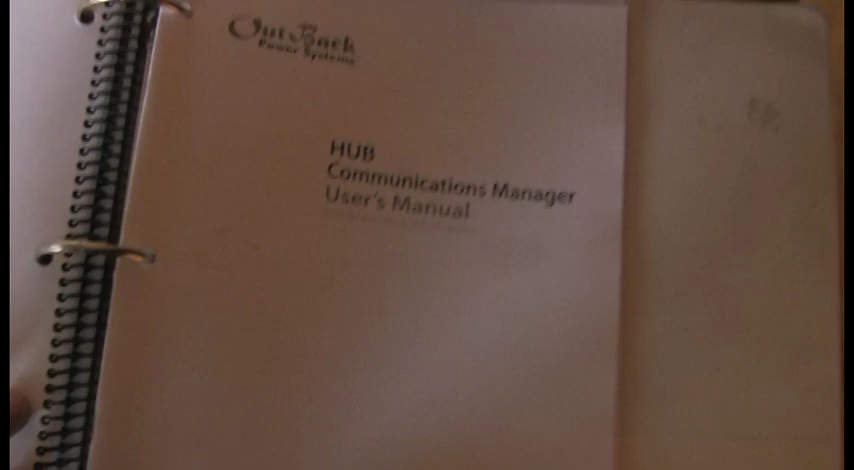 OutBack
Power Systems
HUB
Communications Manager
User's Manual